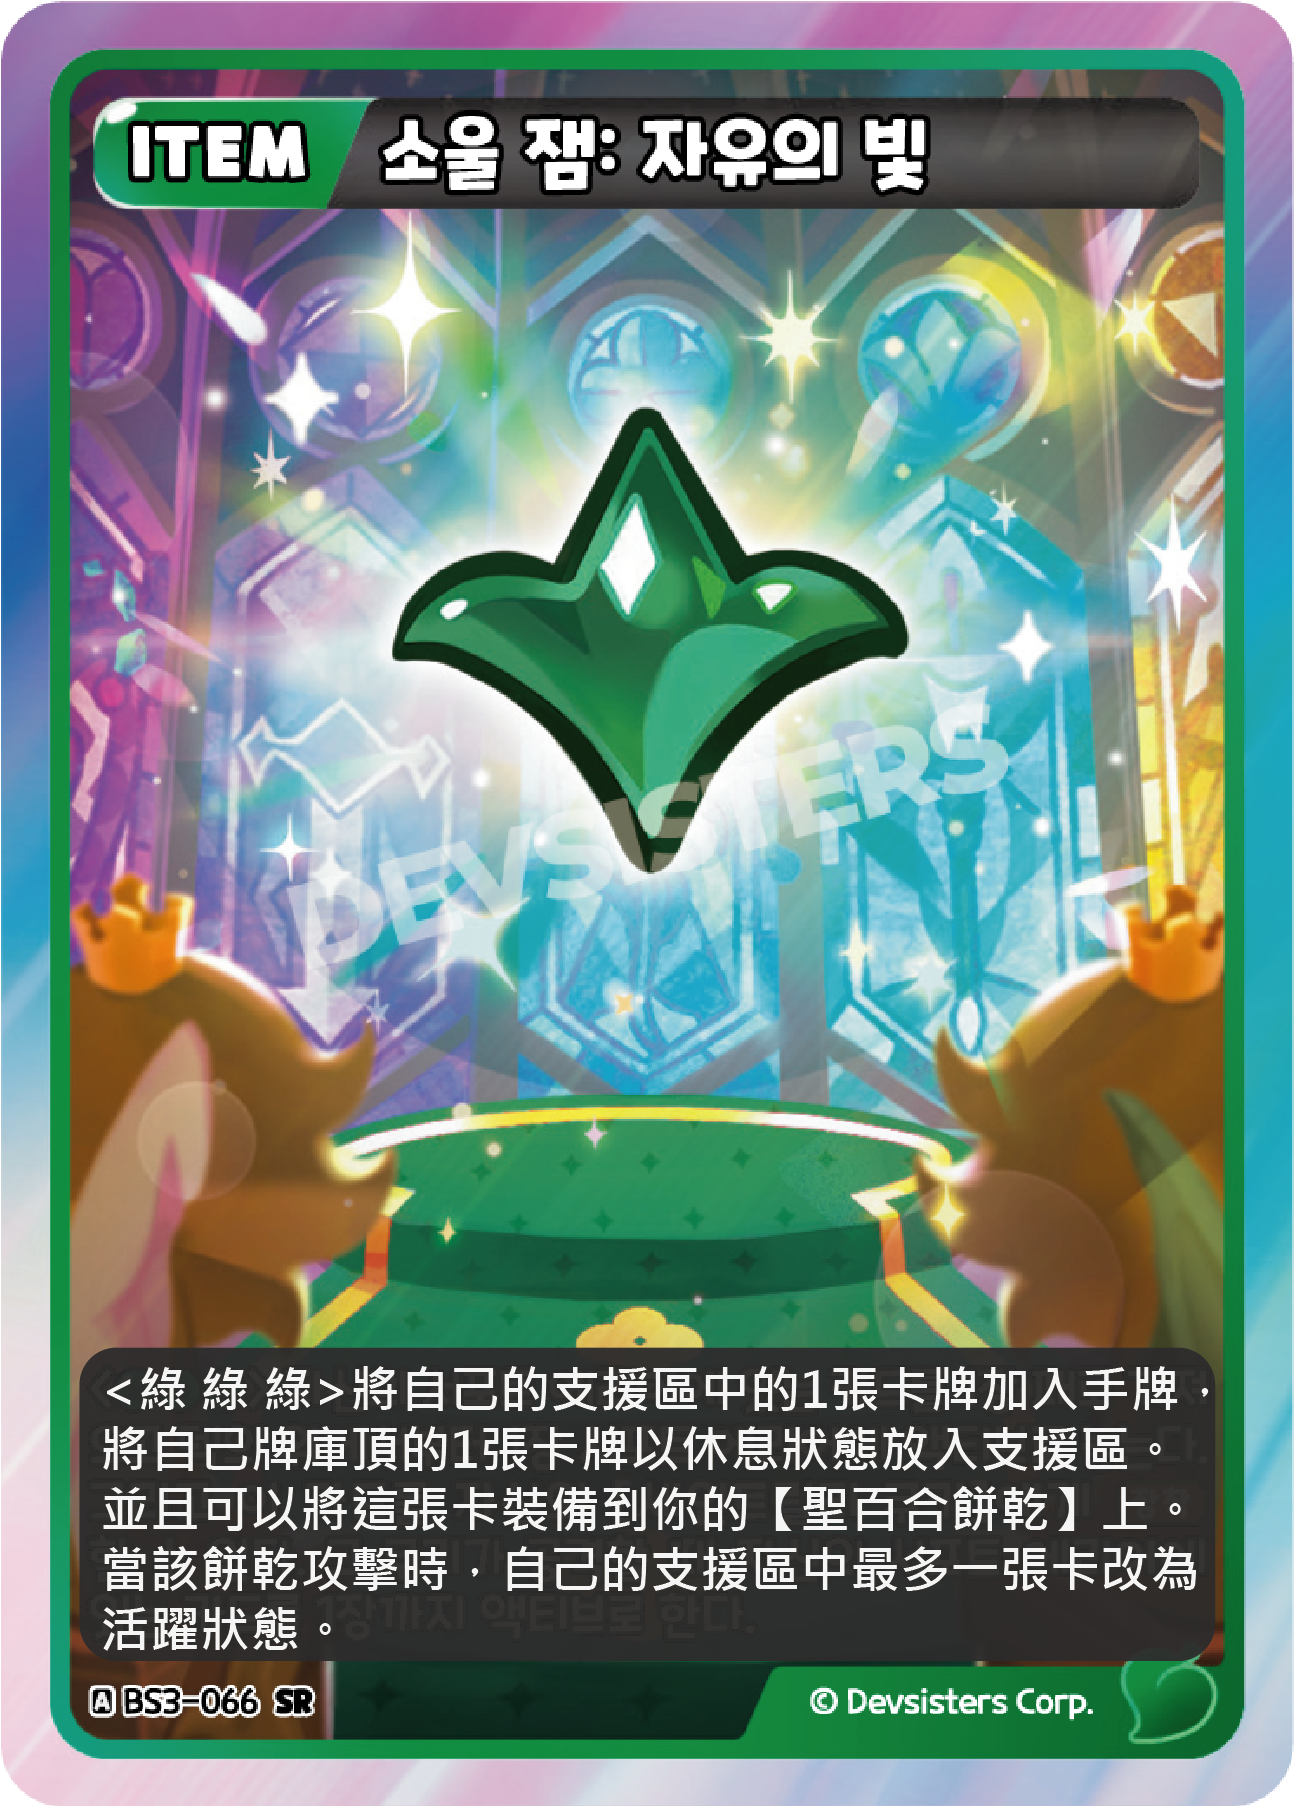 ITEM 소울 잼: 자유의 빛
DEVSISTERS
<綠 綠 綠>將自己的支援區中的1張卡牌加入手牌，
將自己牌庫頂的1張卡牌以休息狀態放入支援區。
並且可以將這張卡裝備到你的【聖百合餅乾】上。
當該餅乾攻擊時，自己的支援區中最多一張卡改為
活躍狀態。
A BS3-066 SR © Devsisters Corp.